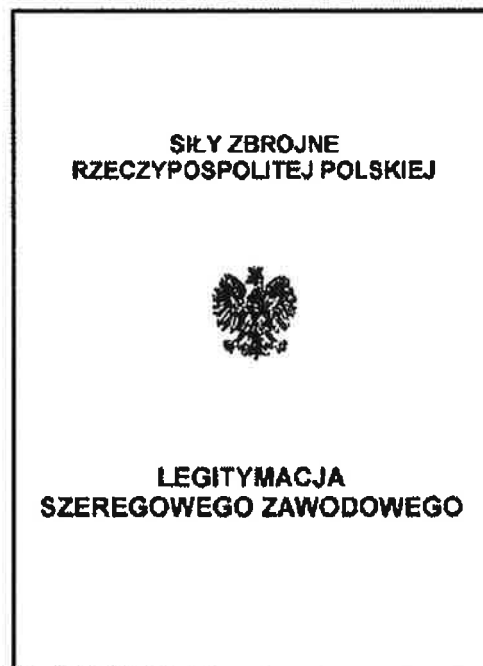 SIŁY ZBROJNE
RZECZYPOSPOLITEJ POLSKIEJ
LEGITYMACJA
SZEREGOWEGO ZAWODOWEGO